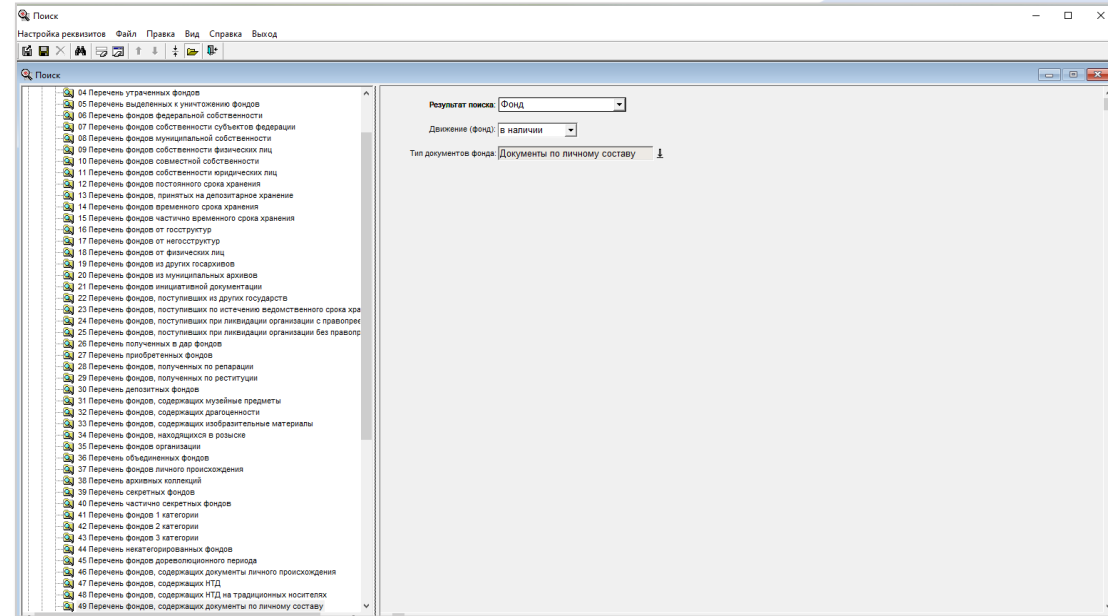 Поиск
Настройка реквизитов Файл Правка Вид Справка Выход
Поиск
04 Перечень утраченных фондов
05 Перечень выделенных к уничтожению фондов
06 Перечень фондов федеральной собственности
07 Перечень фондов собственности субъектов федерации
08 Перечень фондов муниципальной собственности
09 Перечень фондов собственности физических лиц
10 Перечень фондов совместной собственности
11 Перечень фондов собственности юридических лиц
12 Перечень фондов постоянного срока хранения
13 Перечень фондов, принятых на депозитарное хранение
14 Перечень фондов временного срока хранения
15 Перечень фондов частично временного срока хранения
16 Перечень фондов от госструктур
17 Перечень фондов от негосструктур
18 Перечень фондов от физических лиц
19 Перечень фондов из других госархивов
20 Перечень фондов из муниципальных архивов
21 Перечень фондов инициативной документации
22 Перечень фондов, поступивших из других государств
23 Перечень фондов, поступивших по истечению ведомственного срока хра
24 Перечень фондов, поступивших при ликвидации организации с правопрее
25 Перечень фондов, поступивших при ликвидации организации без правопр
26 Перечень полученных в дар фондов
27 Перечень приобретенных фондов
28 Перечень фондов, полученных по репарации
29 Перечень фондов, полученных по реституции
30 Перечень депозитных фондов
31 Перечень фондов, содержащих музейные предметы
32 Перечень фондов, содержащих драгоценности
33 Перечень фондов, содержащих изобразительные материалы
34 Перечень фондов, находящихся в розыске
35 Перечень фондов организации
36 Перечень объединенных фондов
37 Перечень фондов личного происхождения
38 Перечень архивных коллекций
39 Перечень секретных фондов
40 Перечень частично секретных фондов
41 Перечень фондов 1 категории
42 Перечень фондов 2 категории
43 Перечень фондов 3 категории
44 Перечень некатегорированных фондов
45 Перечень фондов дореволюционного периода
46 Перечень фондов, содержащих документы личного происхождения
47 Перечень фондов, содержащих НТД
48 Перечень фондов, содержащих НТД на традиционных носителях
49 Перечень фондов, содержащих документы по личному составу
Результат поиска: Фонд
Движение (фонд): в наличии
Тип документов фонда: Документы по личному составу